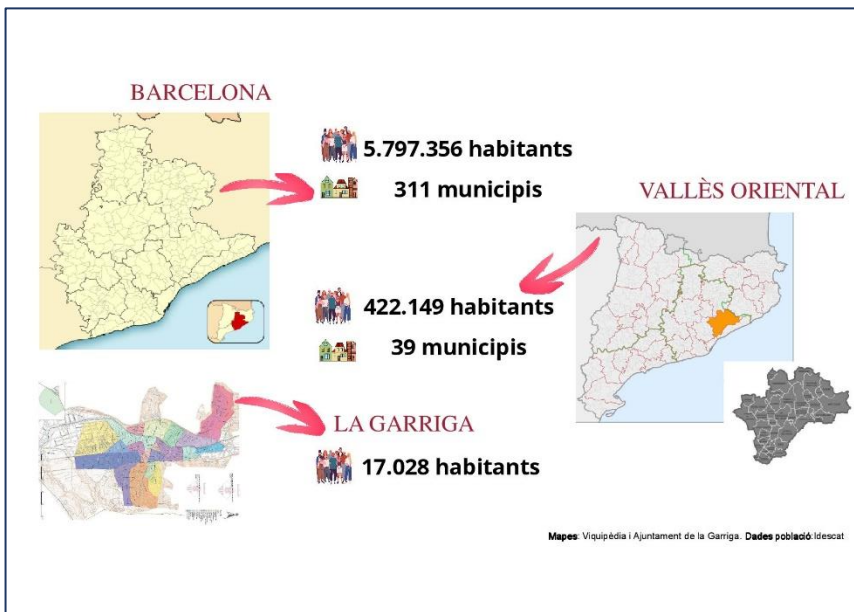 BARCELONA
5.797.356 habitants
311 municipis
VALLÈS ORIENTAL
422.149 habitants
39 municipis
LA GARRIGA
17.028 habitants
Mapes: Viquipèdia i Ajuntament de la Garriga. Dades població:Idescat